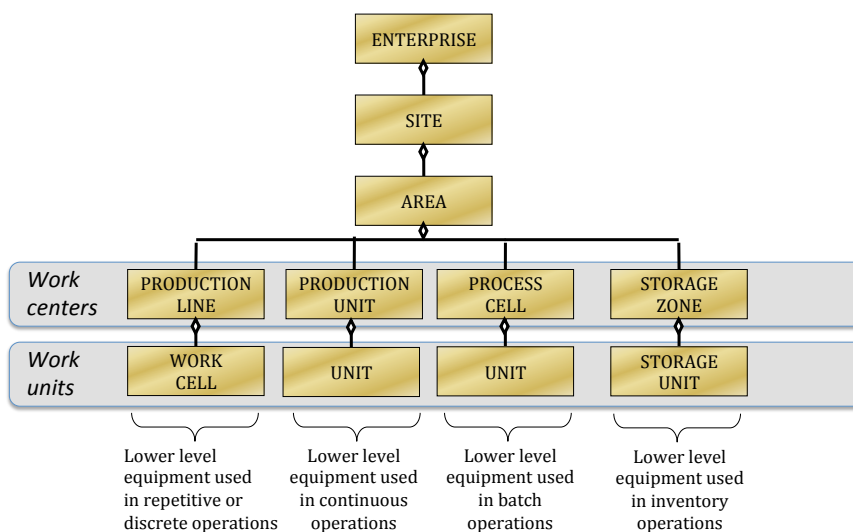 ENTERPRISE
SITE
AREA
Work
centers
PRODUCTION
LINE
PRODUCTION
UNIT
PROCESS
CELL
STORAGE
ZONE
Work
units
WORK
CELL
UNIT
UNIT
STORAGE
UNIT
Lower level
equipment used
in repetitive or
discrete operations
Lower level
equipment used
in continuous
operations
Lower level
equipment used
in batch
operations
Lower level
equipment used
in inventory
operations